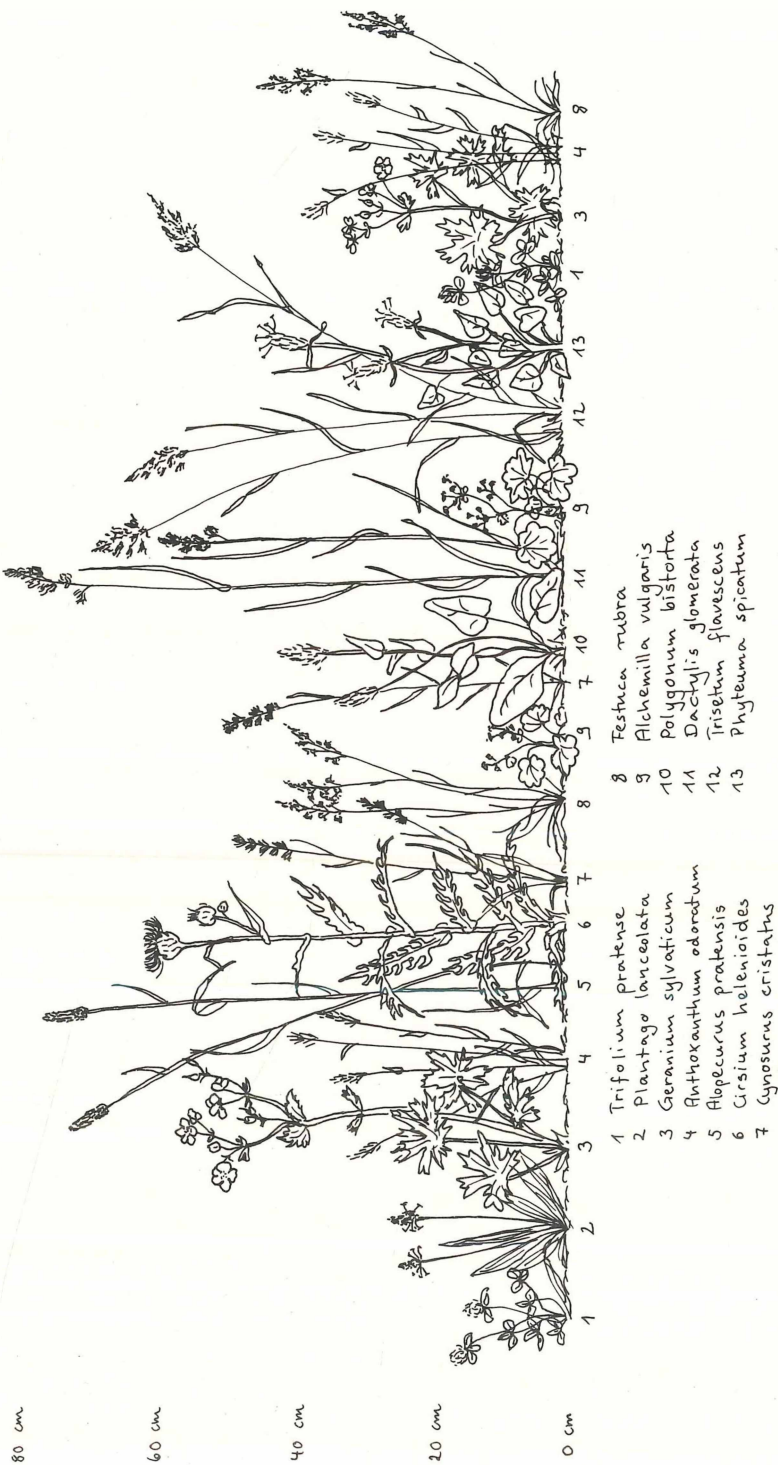 80 cm
60 cm
40 cm
20 cm
0 cm
1 2 3 4 5 6 7 8 9 7 10 11 9 12 13 1 3 4 8
1 Trifolium pratense
2 Plantago lanceolata
3 Geranium sylvaticum
4 Anthoxanthum odoratum
5 Alopecurus pratensis
6 Cirsium helenioides
7 Cynosurus cristatus
8 Festuca rubra
9 Alchemilla vulgaris
10 Polygonum bistorta
11 Dactylis glomerata
12 Trisetum flavescens
13 Phyteuma spicatum